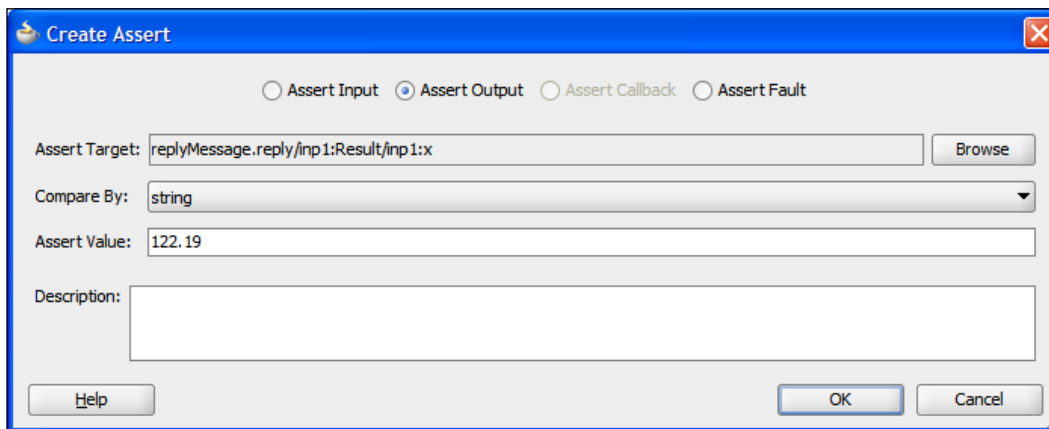 Create Assert
Assert Input Assert Output Assert Callback Assert Fault
Assert Target: replyMessage.reply/inp1:Result/inp1:x Browse
Compare By: string
Assert Value: 122.19
Description:
Help OK Cancel